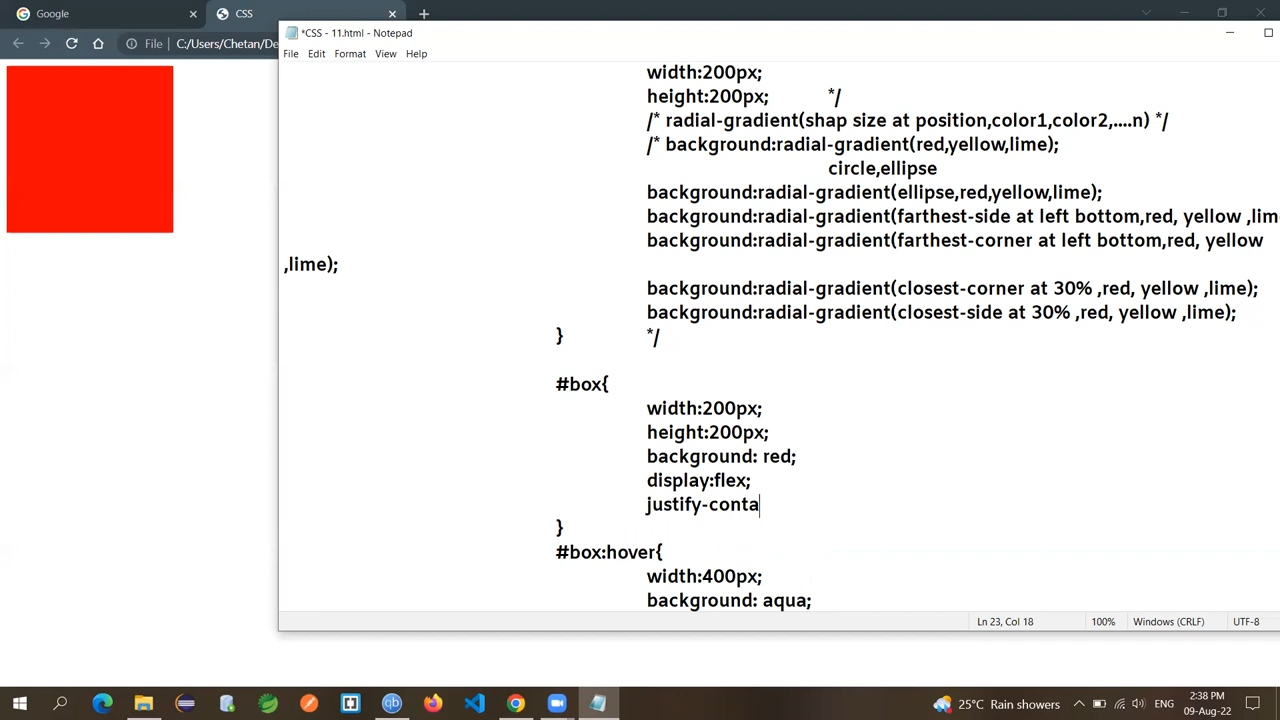 Google
CSS
File
C:/Users/Chetan/De
*CSS - 11.html - Notepad
File Edit Format View Help
width:200px;
height:200px; */
/* radial-gradient(shap size at position,color1,color2,....n) */
/* background:radial-gradient(red,yellow,lime);
circle,ellipse
background:radial-gradient(ellipse,red,yellow,lime);
background:radial-gradient(farthest-side at left bottom,red, yellow ,lim
background:radial-gradient(farthest-corner at left bottom,red, yellow
,lime);
background:radial-gradient(closest-corner at 30% ,red, yellow ,lime);
background:radial-gradient(closest-side at 30% ,red, yellow ,lime);
} */
#box{
width:200px;
height:200px;
background: red;
display:flex;
justify-conta
}
#box:hover{
width:400px;
background: aqua;
Ln 23, Col 18
100%
Windows (CRLF)
UTF-8
qb
25°C Rain showers
ENG
2:38 PM
09-Aug-22